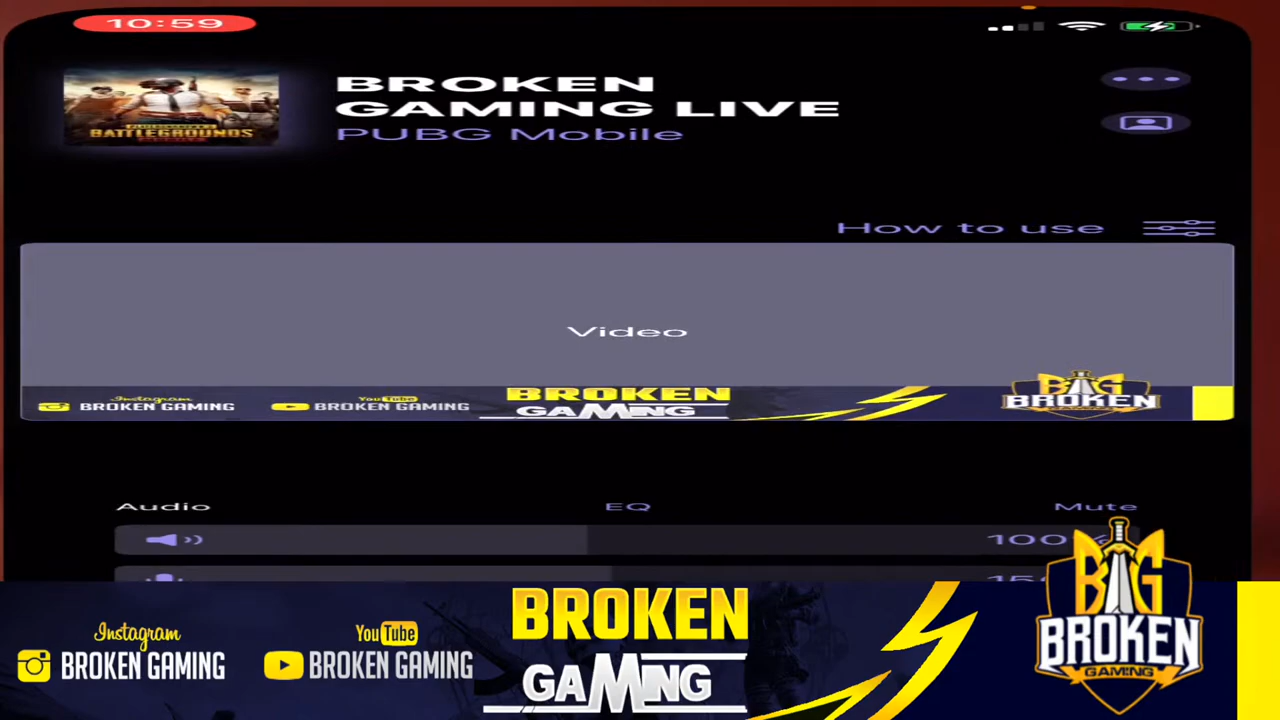 10:59
BATTLEGROUNDS
BROKEN
GAMING LIVE
PUBG Mobile
How to use
Video
Instagram
BROKEN GAMING
YouTube
BROKEN GAMING
BROKEN
GAMING
BG
BROKEN
Audio
EQ
Mute
100%
Instagram
BROKEN GAMING
YouTube
BROKEN GAMING
BROKEN
GAMING
BG
BROKEN
GAMING